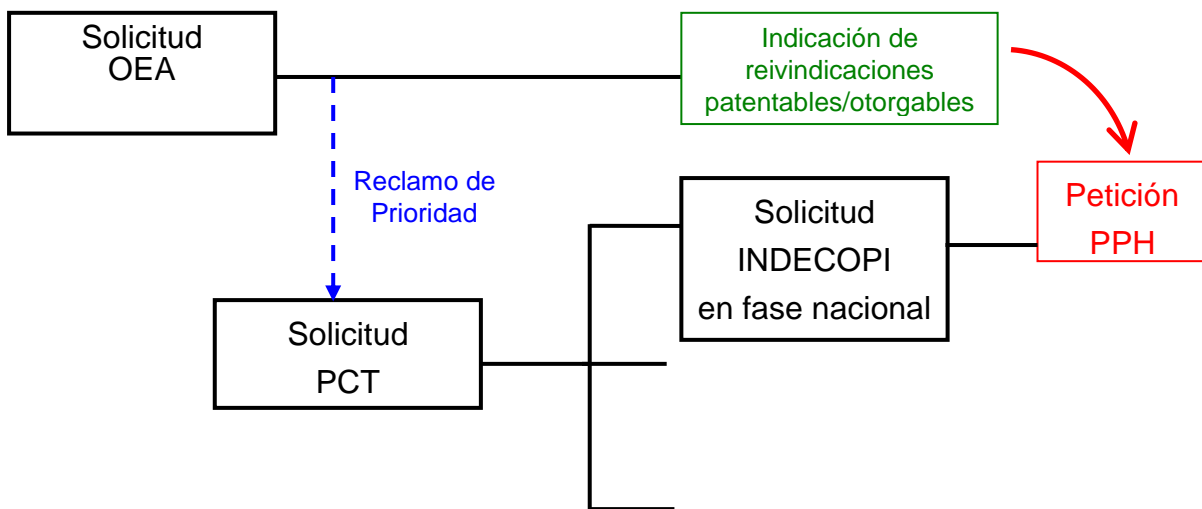 Solicitud
OEA
Indicación de
reivindicaciones
patentables/otorgables
Reclamo de
Prioridad
Solicitud
INDECOPI
en fase nacional
Petición
PPH
Solicitud
PCT